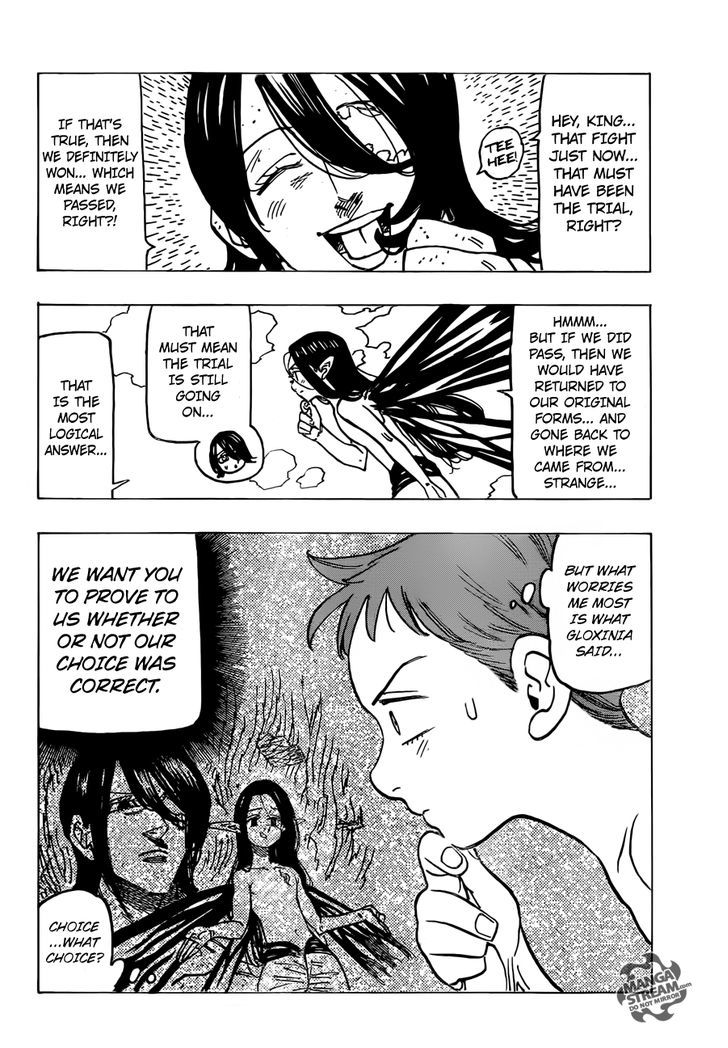 HEY, KING...
THAT FIGHT
JUST NOW...
THAT MUST
HAVE BEEN
THE TRIAL,
RIGHT?
TEE
HEE!
IF THAT'S
TRUE, THEN
WE DEFINITELY
WON... WHICH
MEANS WE
PASSED,
RIGHT?!
HMMM...
BUT IF WE DID
PASS, THEN WE
WOULD HAVE
RETURNED TO
OUR ORIGINAL
FORMS... AND
GONE BACK TO
WHERE WE
CAME FROM...
STRANGE...
THAT
MUST MEAN
THE TRIAL
IS STILL
GOING
ON...
THAT
IS THE
MOST
LOGICAL
ANSWER...
BUT WHAT
WORRIES
ME MOST
IS WHAT
GLOXINIA
SAID...
WE WANT YOU
TO PROVE TO
US WHETHER
OR NOT OUR
CHOICE WAS
CORRECT.
CHOICE
...WHAT
CHOICE?
MANGA
STREAM.com
DO NOT MIRROR